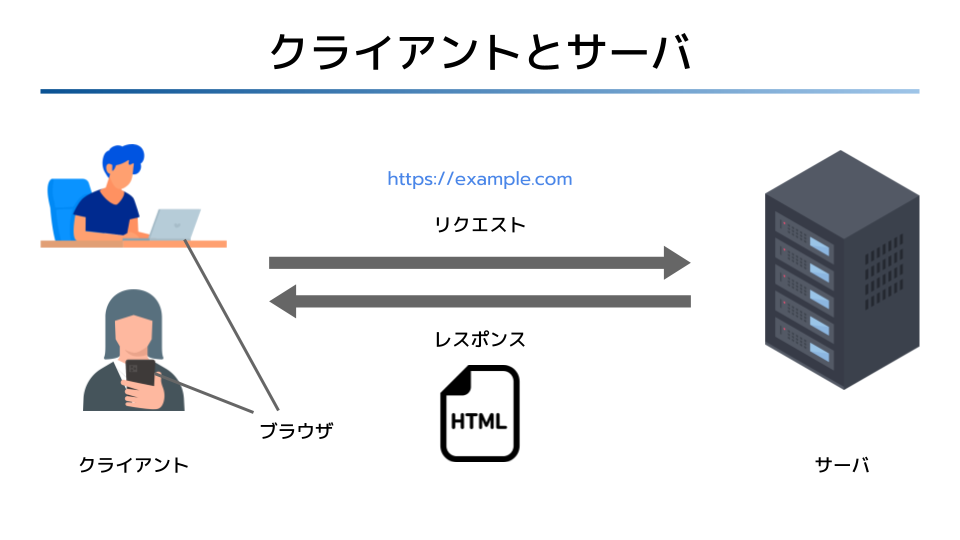 クライアントとサーバ
https://example.com
リクエスト
レスポンス
HTML
ブラウザ
クライアント
サーバ